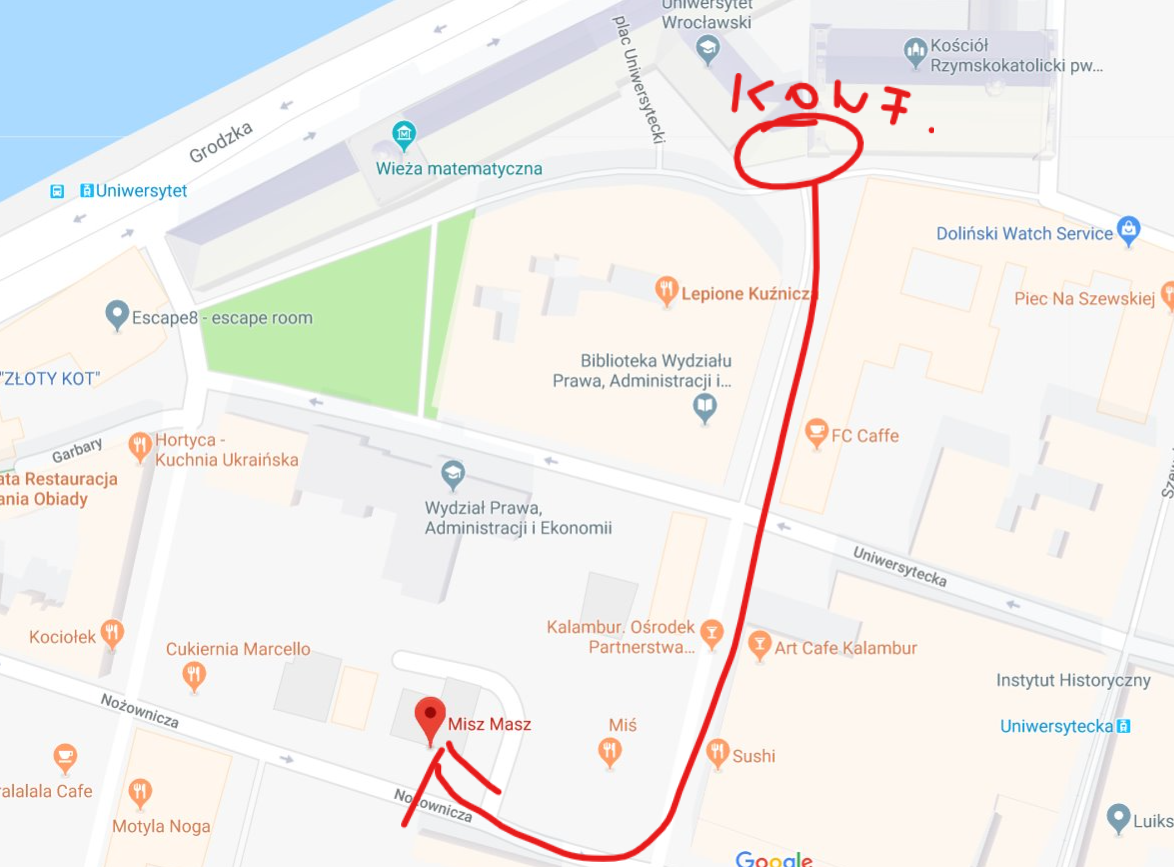 Uniwersytet
Wrocławski
plac Uniwersytecki
Kościół
Rzymskokatolicki pw...
KONF.
Grodzka
Wieża matematyczna
Uniwersytet
Doliński Watch Service
Lepione Kuźnicza
Piec Na Szewskiej
Escape8 - escape room
Biblioteka Wydziału
Prawa, Administracji i...
"ZŁOTY KOT"
FC Caffe
Garbary
Hortyca -
Kuchnia Ukraińska
ata Restauracja
ania Obiady
Wydział Prawa,
Administracji i Ekonomii
Uniwersytecka
Kociołek
Kalambur. Ośrodek
Partnerstwa...
Cukiernia Marcello
Art Cafe Kalambur
Instytut Historyczny
Nożownicza
Misz Masz
Miś
Uniwersytecka
Sushi
ralalala Cafe
Nożownicza
Motyla Noga
Luiks
Google